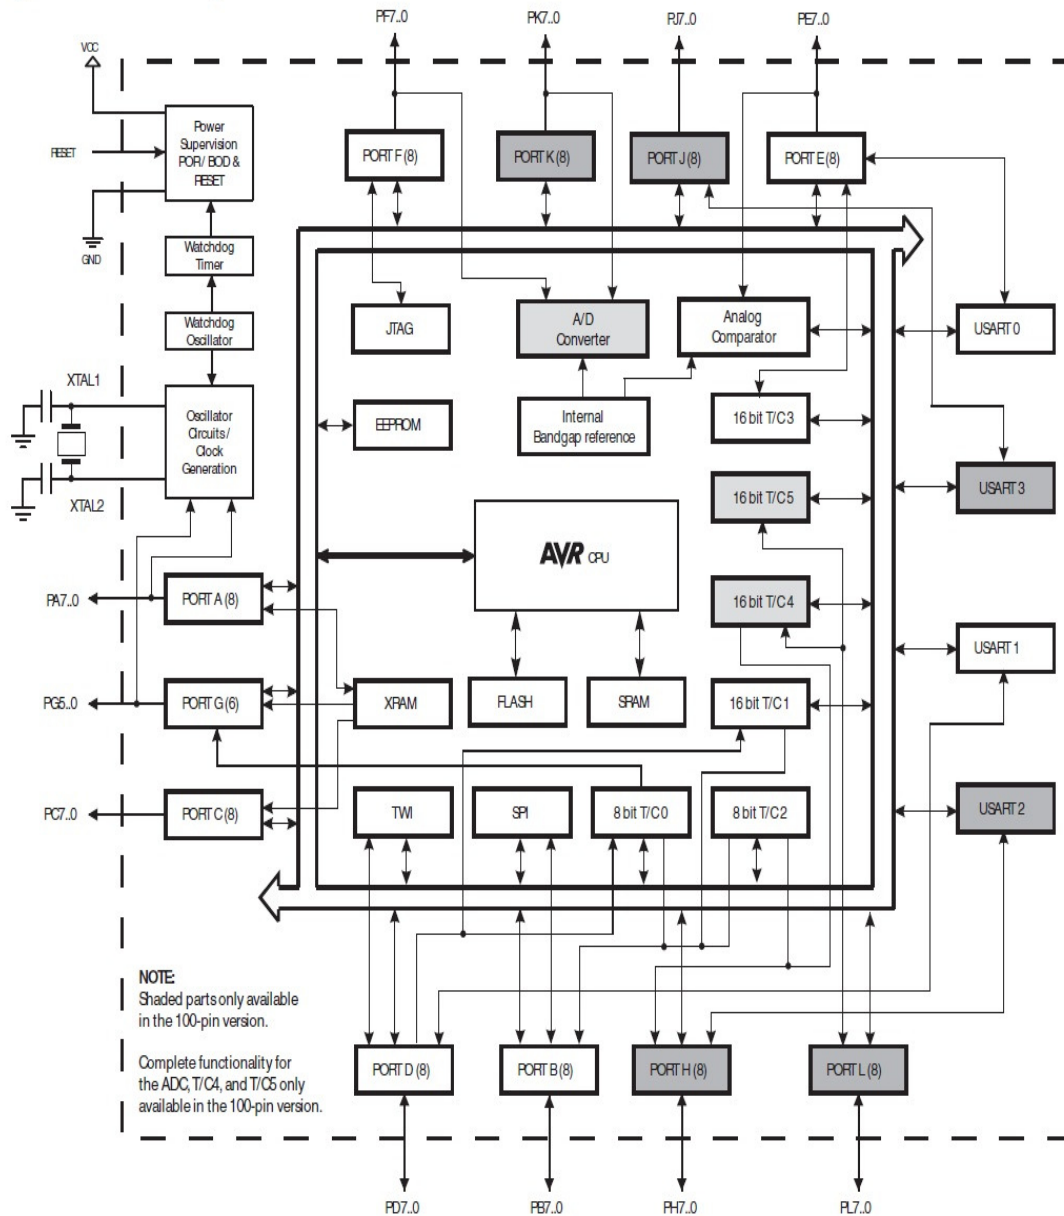 PF7..0
PK7..0
PJ7..0
PE7..0
VCC
RESET
GND
Power
Supervision
POR/ BOD &
RESET
PORT F (8)
PORT K (8)
PORT J (8)
PORT E (8)
Watchdog
Timer
Watchdog
Oscillator
JTAG
A/D
Converter
Analog
Comparator
USART 0
XTAL1
XTAL2
Oscillator
Circuits /
Clock
Generation
EEPROM
Internal
Bandgap reference
16 bit T/C3
16 bit T/C5
USART 3
AVR CPU
PA7..0
PORT A (8)
16 bit T/C4
USART 1
PG5..0
PORT G (6)
XRAM
FLASH
SRAM
16 bit T/C1
PC7..0
PORT C (8)
TWI
SPI
8 bit T/C0
8 bit T/C2
USART 2
NOTE:
Shaded parts only available
in the 100-pin version.
Complete functionality for
the ADC, T/C4, and T/C5 only
available in the 100-pin version.
PORT D (8)
PORT B (8)
PORT H (8)
PORT L (8)
PD7..0
PB7..0
PH7..0
PL7..0